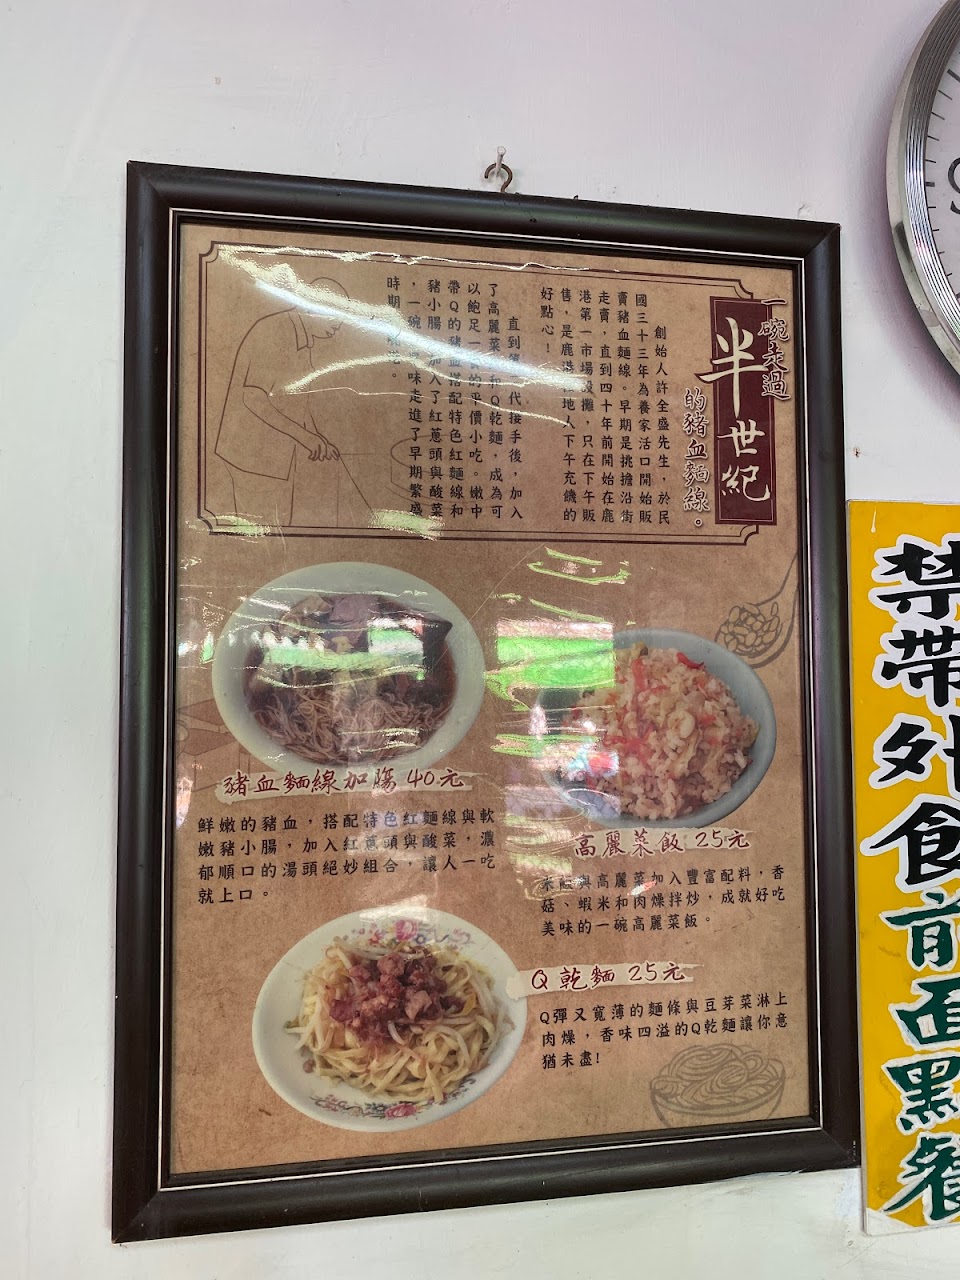 一碗走過
半世紀
的豬血麵線。
創始人許全盛先生，於民
國三十三年為養家活口開始販
賣豬血麵線。早期是挑擔沿街
走賣，直到四十年前開始在鹿
港第一市場設攤，只在下午販
售，是鹿港在地人下午充饑的
好點心！
直到第 代接手後，加入
了高麗菜 和Q乾麵，成為可
以飽足一 的平價小吃。嫩中
帶Q的豬血搭配特色紅麵線和
豬小腸，加入了紅蔥頭與酸菜
，一碗 味走進了早期繁盛
時期
豬血麵線加腸 40元
鮮嫩的豬血，搭配特色紅麵線與軟
嫩豬小腸，加入紅蔥頭與酸菜，濃
郁順口的湯頭絕妙組合，讓人一吃
就上口。
高麗菜飯 25元
米飯與高麗菜加入豐富配料，香
菇、蝦米和肉燥拌炒，成就好吃
美味的一碗高麗菜飯。
Q乾麵 25元
Q彈又寬薄的麵條與豆芽菜淋上
肉燥，香味四溢的Q乾麵讓你意
猶未盡!
禁帶外食
前面黑
9